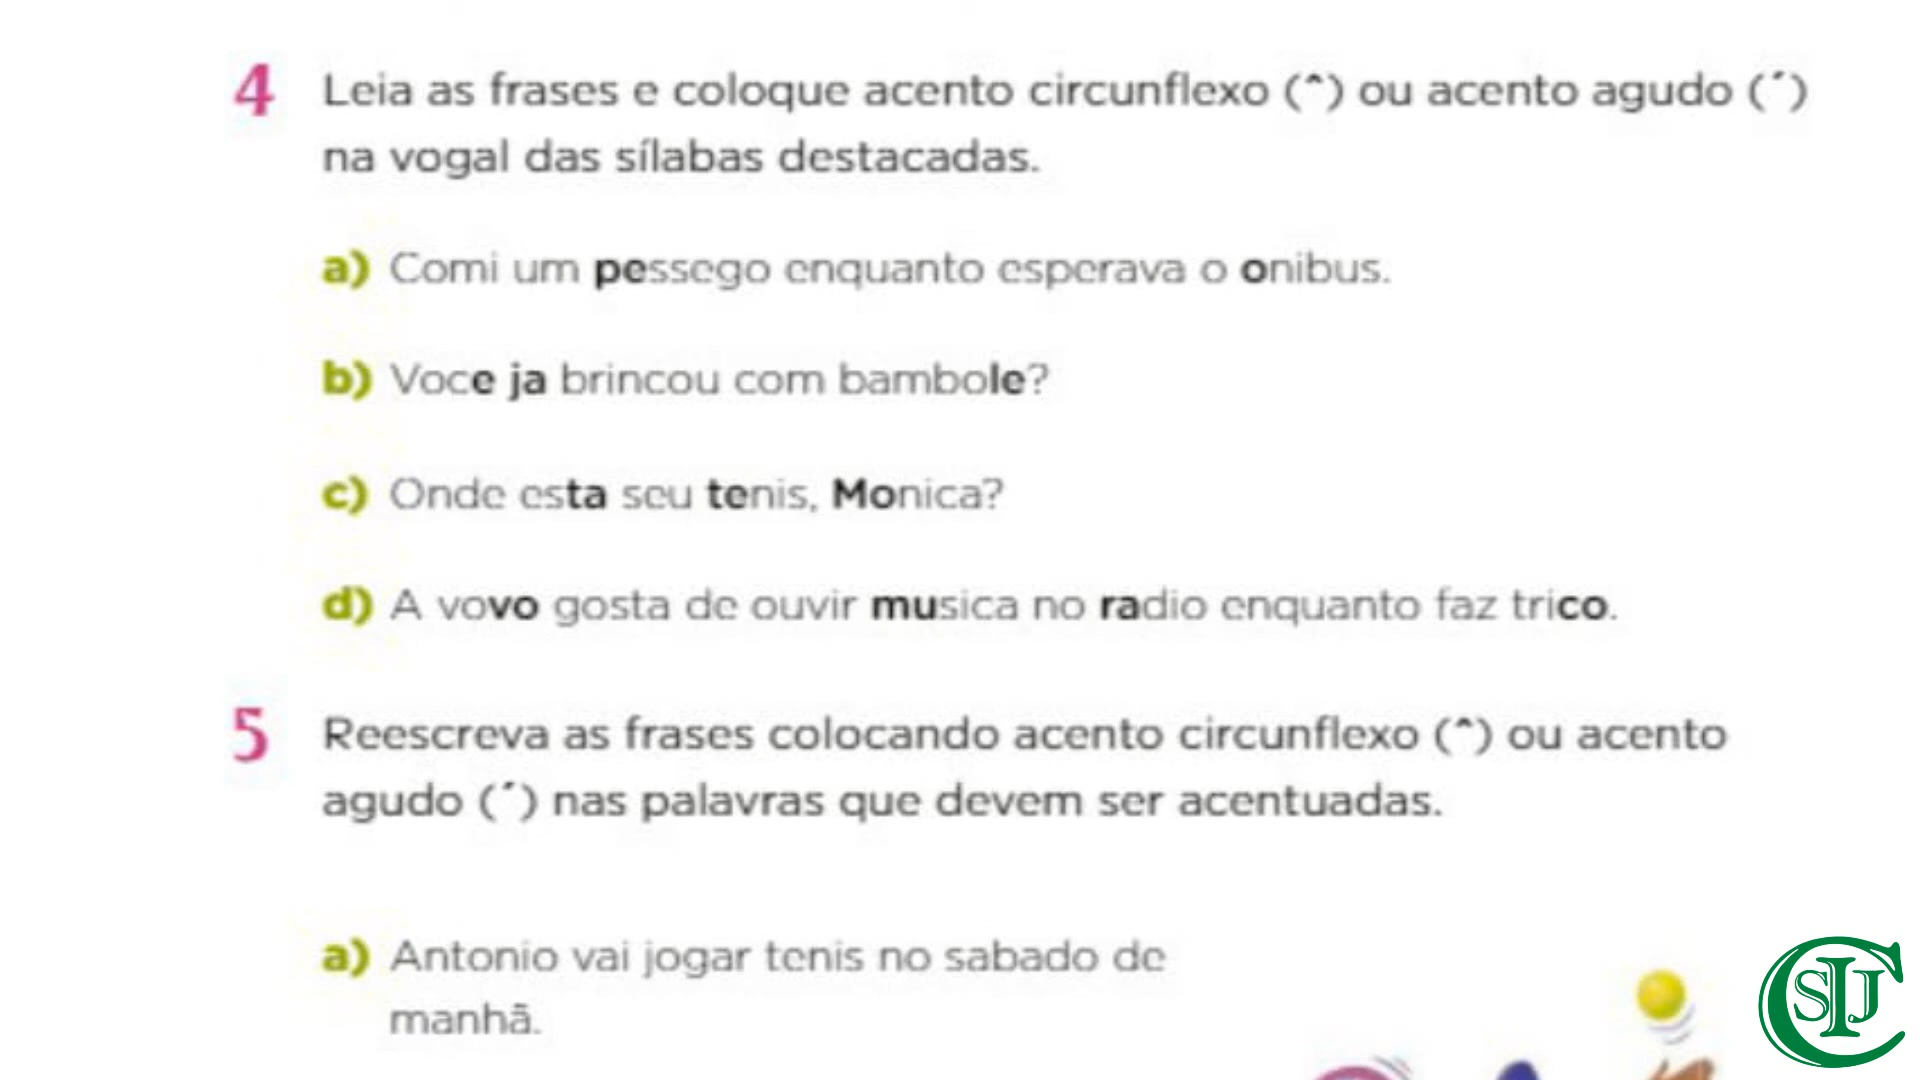 4 Leia as frases e coloque acento circunflexo (^) ou acento agudo (´)
na vogal das sílabas destacadas.
a) Comi um pessego enquanto esperava o onibus.
b) Voce ja brincou com bambole?
c) Onde esta seu tenis, Monica?
d) A vovo gosta de ouvir musica no radio enquanto faz trico.
5 Reescreva as frases colocando acento circunflexo (^) ou acento
agudo (´) nas palavras que devem ser acentuadas.
a) Antonio vai jogar tenis no sabado de
manhã.
CSIJ